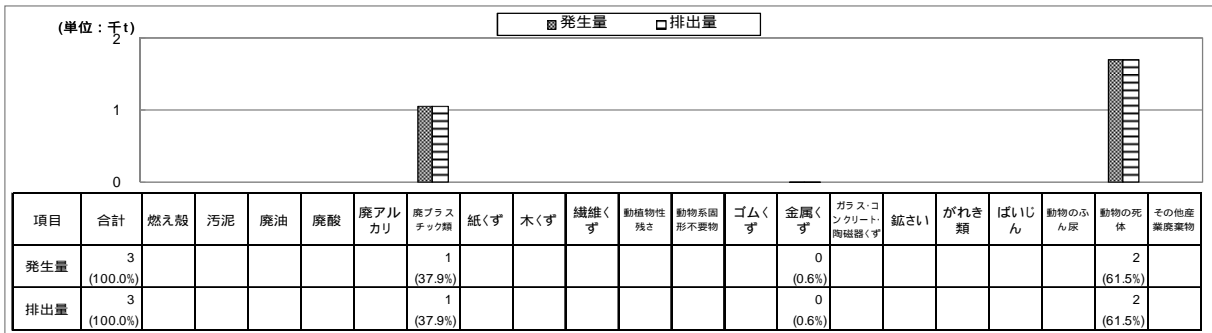 (単位:千t)
発生量 排出量
2
1
0
項目 合計 燃え殻 汚泥 廃油 廃酸 廃アルカリ 廃プラスチック類 紙くず 木くず 繊維くず 動植物性残さ 動物系固形不要物 ゴムくず 金属くず ガラス・コンクリート・陶磁器くず 鉱さい がれき類 ばいじん 動物のふん尿 動物の死体 その他産業廃棄物
発生量 3 1 0 2
(100.0%) (37.9%) (0.6%) (61.5%)
排出量 3 1 0 2
(100.0%) (37.9%) (0.6%) (61.5%)